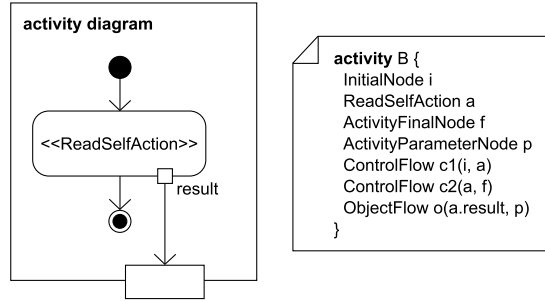 activity diagram
<<ReadSelfAction>>
result
activity B {
InitialNode i
ReadSelfAction a
ActivityFinalNode f
ActivityParameterNode p
ControlFlow c1(i, a)
ControlFlow c2(a, f)
ObjectFlow o(a.result, p)
}